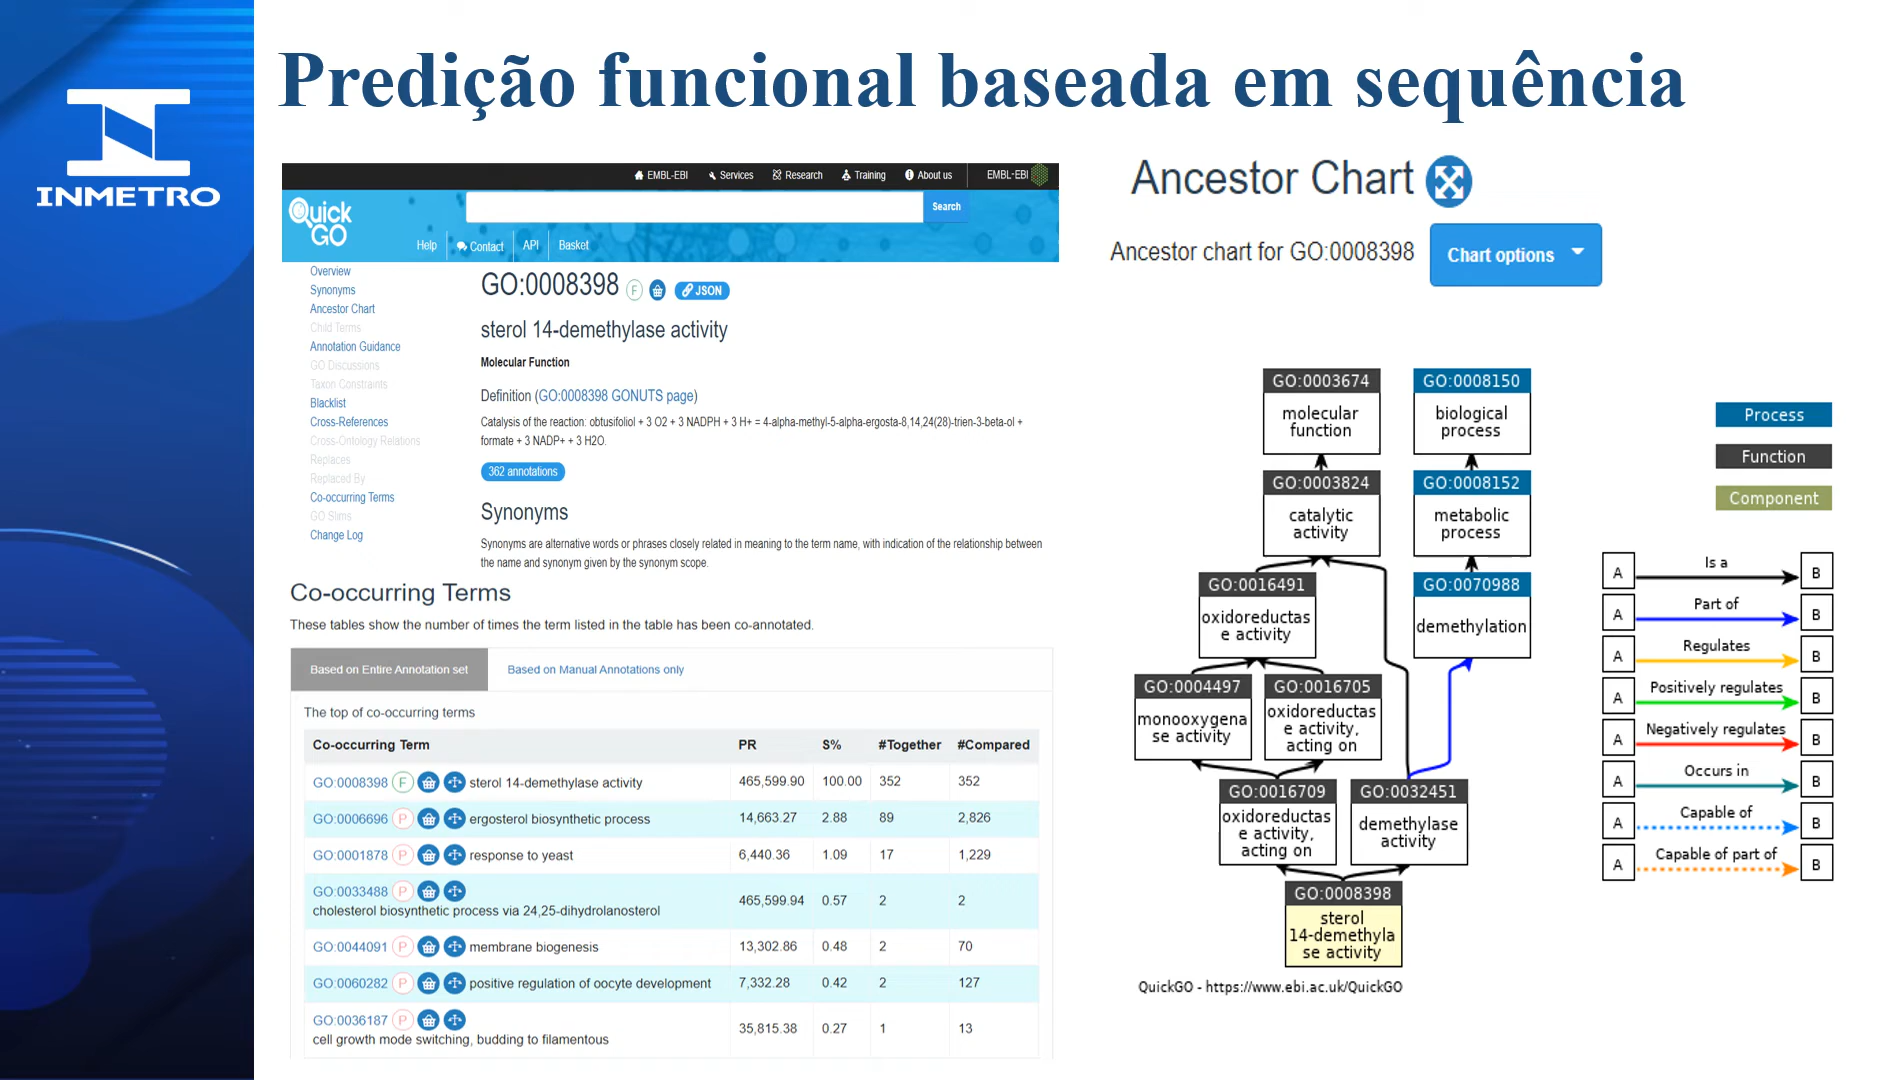 Predição funcional baseada em sequência
INMETRO
EMBL-EBI Services Research Training About us EMBL-EBI
Quick GO
Search
Help Contact API Basket
Overview
Synonyms
Ancestor Chart
Child Terms
Annotation Guidance
GO Discussions
Taxon Constraints
Blacklist
Cross-References
Cross-Ontology Relations
Replaces
Replaced By
Co-occurring Terms
GO Slims
Change Log
GO:0008398 F JSON
sterol 14-demethylase activity
Molecular Function
Definition (GO:0008398 GONUTS page)
Catalysis of the reaction: obtusifoliol + 3 O2 + 3 NADPH + 3 H+ = 4-alpha-methyl-5-alpha-ergosta-8,14,24(28)-trien-3-beta-ol +
formate + 3 NADP+ + 3 H2O.
362 annotations
Synonyms
Synonyms are alternative words or phrases closely related in meaning to the term name, with indication of the relationship between
the name and synonym given by the synonym scope.
Co-occurring Terms
These tables show the number of times the term listed in the table has been co-annotated.
Based on Entire Annotation set Based on Manual Annotations only
The top of co-occurring terms
Co-occurring Term PR S% #Together #Compared
GO:0008398 F sterol 14-demethylase activity 465,599.90 100.00 352 352
GO:0006696 P ergosterol biosynthetic process 14,663.27 2.88 89 2,826
GO:0001878 P response to yeast 6,440.36 1.09 17 1,229
GO:0033488 P
cholesterol biosynthetic process via 24,25-dihydrolanosterol 465,599.94 0.57 2 2
GO:0044091 P membrane biogenesis 13,302.86 0.48 2 70
GO:0060282 P positive regulation of oocyte development 7,332.28 0.42 2 127
GO:0036187 P
cell growth mode switching, budding to filamentous 35,815.38 0.27 1 13
Ancestor Chart
Ancestor chart for GO:0008398 Chart options
GO:0003674
molecular
function
GO:0008150
biological
process
GO:0003824
catalytic
activity
GO:0008152
metabolic
process
GO:0016491
oxidoreductas
e activity
GO:0070988
demethylation
GO:0004497
monooxygena
se activity
GO:0016705
oxidoreductas
e activity,
acting on
GO:0016709
oxidoreductas
e activity,
acting on
GO:0032451
demethylase
activity
GO:0008398
sterol
14-demethyla
se activity
QuickGO - https://www.ebi.ac.uk/QuickGO
Process
Function
Component
A Is a B
A Part of B
A Regulates B
A Positively regulates B
A Negatively regulates B
A Occurs in B
A Capable of B
A Capable of part of B